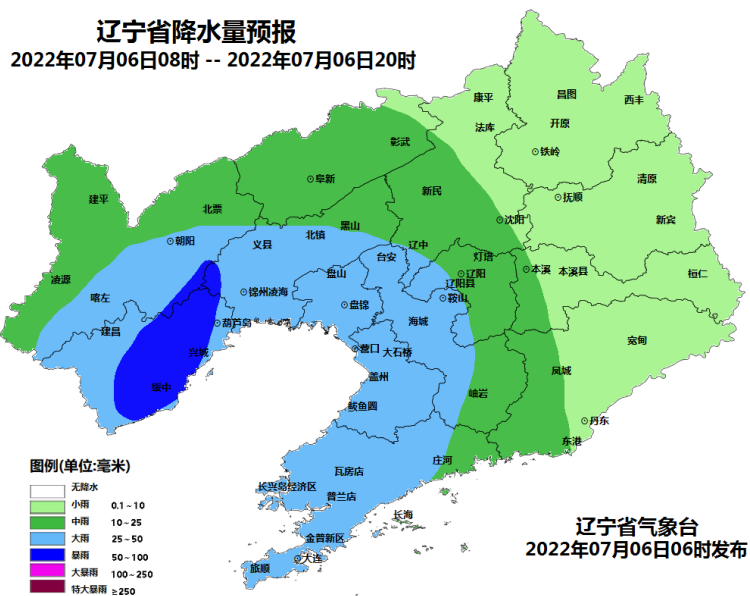 辽宁省降水量预报
2022年07月06日08时 -- 2022年07月06日20时
康平
昌图
西丰
法库
开原
彰武
铁岭
阜新
清原
新民
抚顺
建平
北票
沈阳
新宾
黑山
北镇
朝阳
义县
辽中
台安
灯塔
本溪
本溪县
桓仁
盘山
辽阳
凌源
辽阳县
锦州凌海
喀左
鞍山
盘锦
葫芦岛
海城
建昌
宽甸
兴城
营口
大石桥
凤城
盖州
绥中
岫岩
鲅鱼圈
丹东
东港
庄河
瓦房店
长兴岛经济区
普兰店
长海
金普新区
大连
旅顺
图例(单位:毫米)
无降水
小雨 0.1~10
中雨 10~25
大雨 25~50
暴雨 50~100
大暴雨 100~250
特大暴雨 ≥250
辽宁省气象台
2022年07月06日06时发布